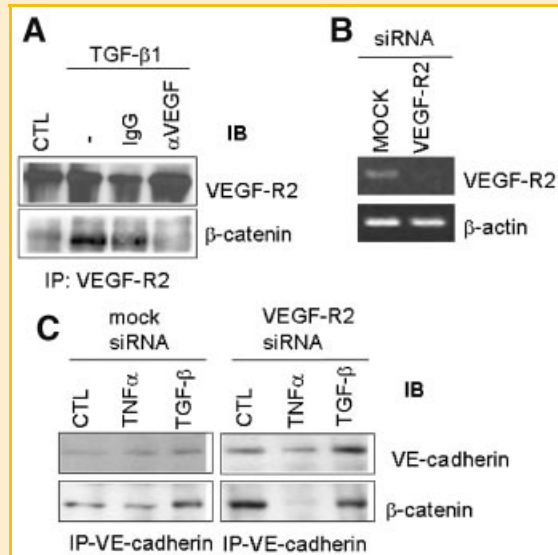 A
TGF-β1
CTL
-
IgG
αVEGF
IB
VEGF-R2
β-catenin
IP: VEGF-R2
B
siRNA
MOCK
VEGF-R2
VEGF-R2
β-actin
C
mock
siRNA
VEGF-R2
siRNA
CTL
TNFα
TGF-β
CTL
TNFα
TGF-β
IB
VE-cadherin
β-catenin
IP-VE-cadherin
IP-VE-cadherin